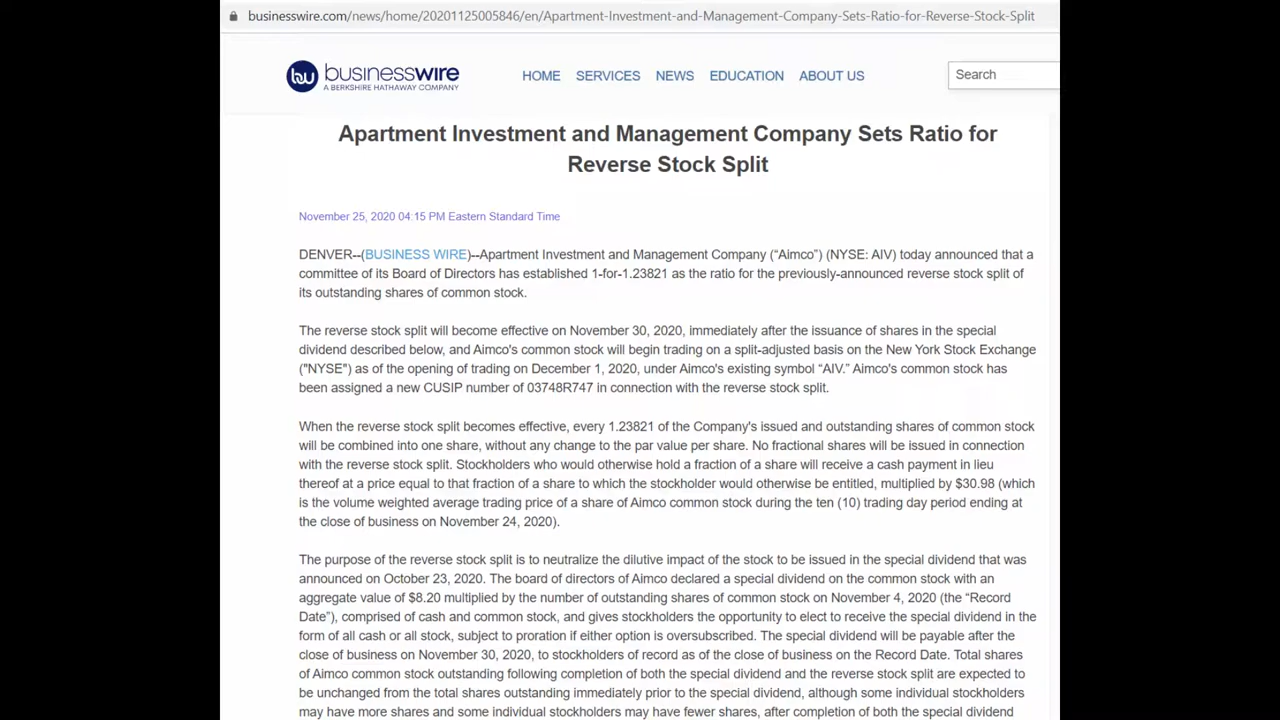 businesswire.com/news/home/20201125005846/en/Apartment-Investment-and-Management-Company-Sets-Ratio-for-Reverse-Stock-Split
bw businesswire
A BERKSHIRE HATHAWAY COMPANY
HOME SERVICES NEWS EDUCATION ABOUT US
Search
Apartment Investment and Management Company Sets Ratio for
Reverse Stock Split
November 25, 2020 04:15 PM Eastern Standard Time
DENVER--(BUSINESS WIRE)--Apartment Investment and Management Company (“Aimco”) (NYSE: AIV) today announced that a
committee of its Board of Directors has established 1-for-1.23821 as the ratio for the previously-announced reverse stock split of
its outstanding shares of common stock.
The reverse stock split will become effective on November 30, 2020, immediately after the issuance of shares in the special
dividend described below, and Aimco's common stock will begin trading on a split-adjusted basis on the New York Stock Exchange
("NYSE") as of the opening of trading on December 1, 2020, under Aimco's existing symbol “AIV.” Aimco's common stock has
been assigned a new CUSIP number of 03748R747 in connection with the reverse stock split.
When the reverse stock split becomes effective, every 1.23821 of the Company's issued and outstanding shares of common stock
will be combined into one share, without any change to the par value per share. No fractional shares will be issued in connection
with the reverse stock split. Stockholders who would otherwise hold a fraction of a share will receive a cash payment in lieu
thereof at a price equal to that fraction of a share to which the stockholder would otherwise be entitled, multiplied by $30.98 (which
is the volume weighted average trading price of a share of Aimco common stock during the ten (10) trading day period ending at
the close of business on November 24, 2020).
The purpose of the reverse stock split is to neutralize the dilutive impact of the stock to be issued in the special dividend that was
announced on October 23, 2020. The board of directors of Aimco declared a special dividend on the common stock with an
aggregate value of $8.20 multiplied by the number of outstanding shares of common stock on November 4, 2020 (the “Record
Date”), comprised of cash and common stock, and gives stockholders the opportunity to elect to receive the special dividend in the
form of all cash or all stock, subject to proration if either option is oversubscribed. The special dividend will be payable after the
close of business on November 30, 2020, to stockholders of record as of the close of business on the Record Date. Total shares
of Aimco common stock outstanding following completion of both the special dividend and the reverse stock split are expected to
be unchanged from the total shares outstanding immediately prior to the special dividend, although some individual stockholders
may have more shares and some individual stockholders may have fewer shares, after completion of both the special dividend